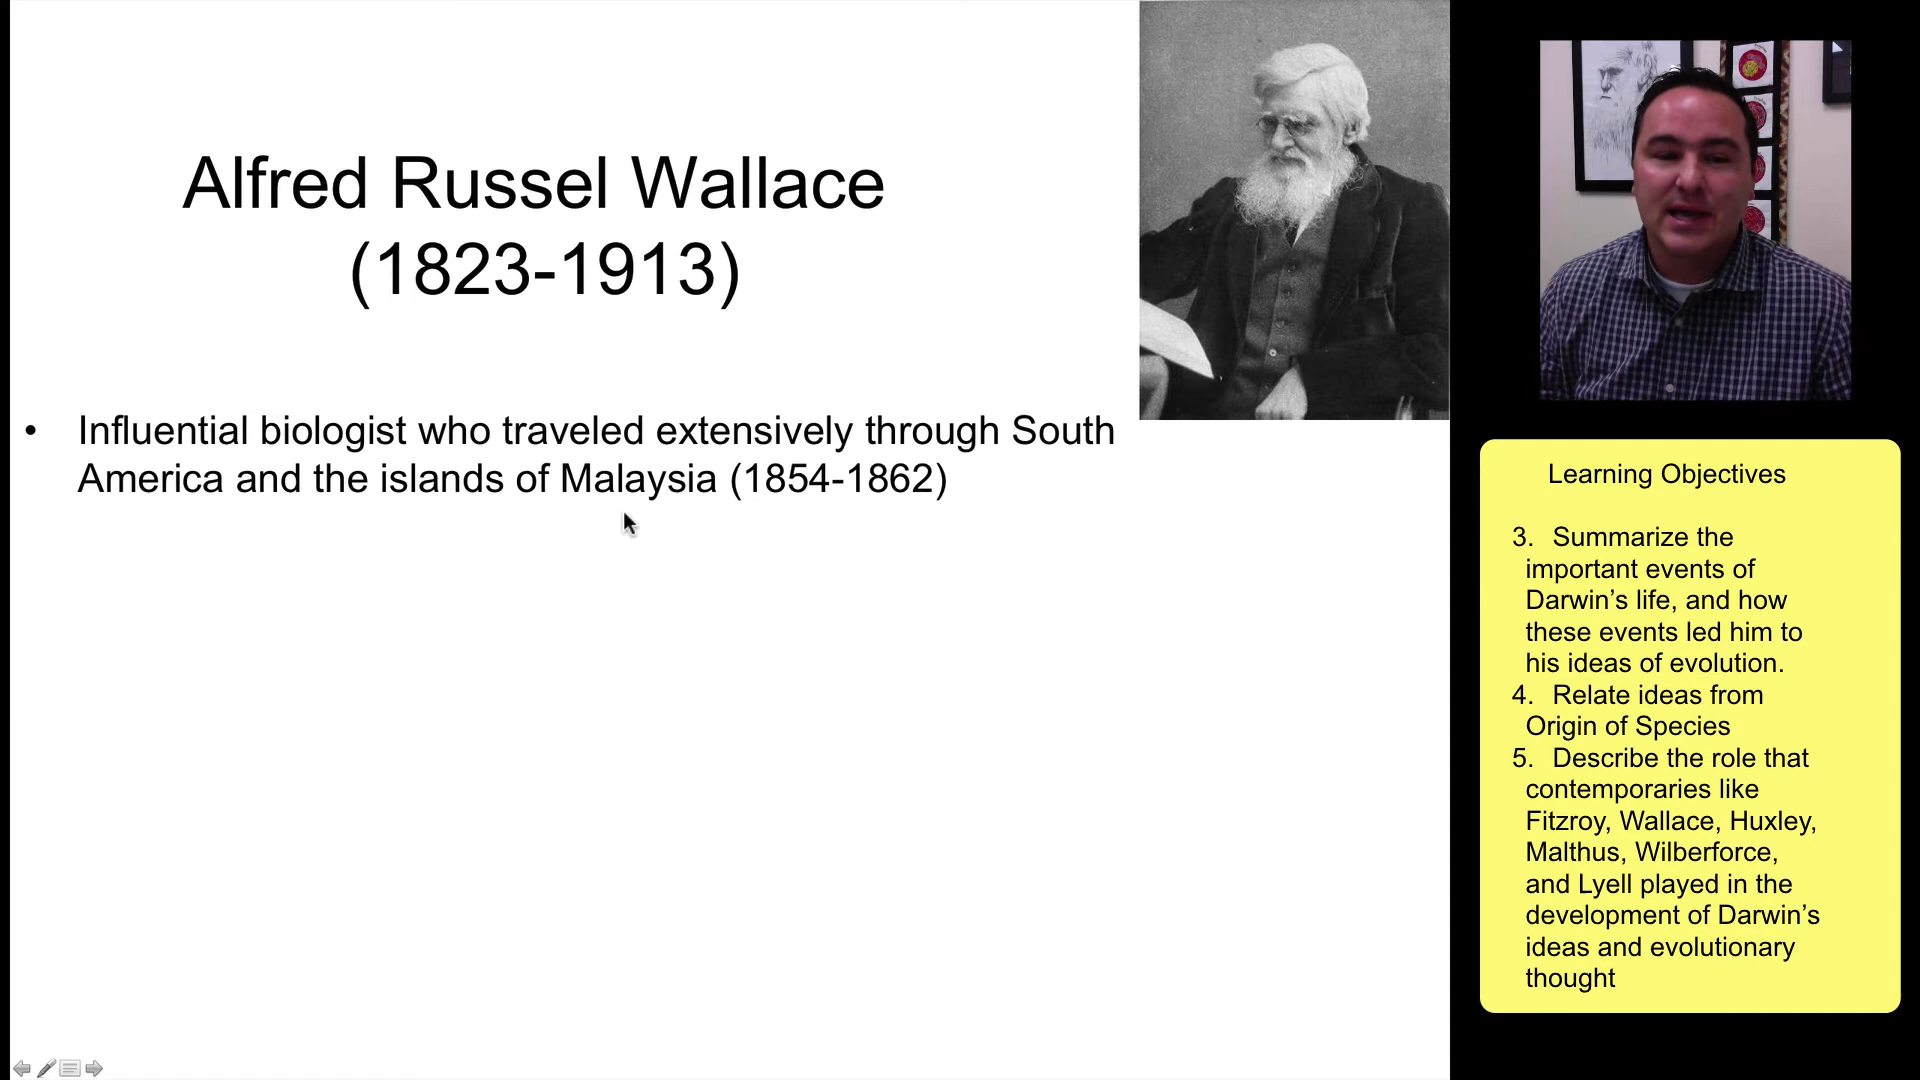 Alfred Russel Wallace
(1823-1913)
• Influential biologist who traveled extensively through South
America and the islands of Malaysia (1854-1862)
Learning Objectives
3. Summarize the
important events of
Darwin’s life, and how
these events led him to
his ideas of evolution.
4. Relate ideas from
Origin of Species
5. Describe the role that
contemporaries like
Fitzroy, Wallace, Huxley,
Malthus, Wilberforce,
and Lyell played in the
development of Darwin’s
ideas and evolutionary
thought